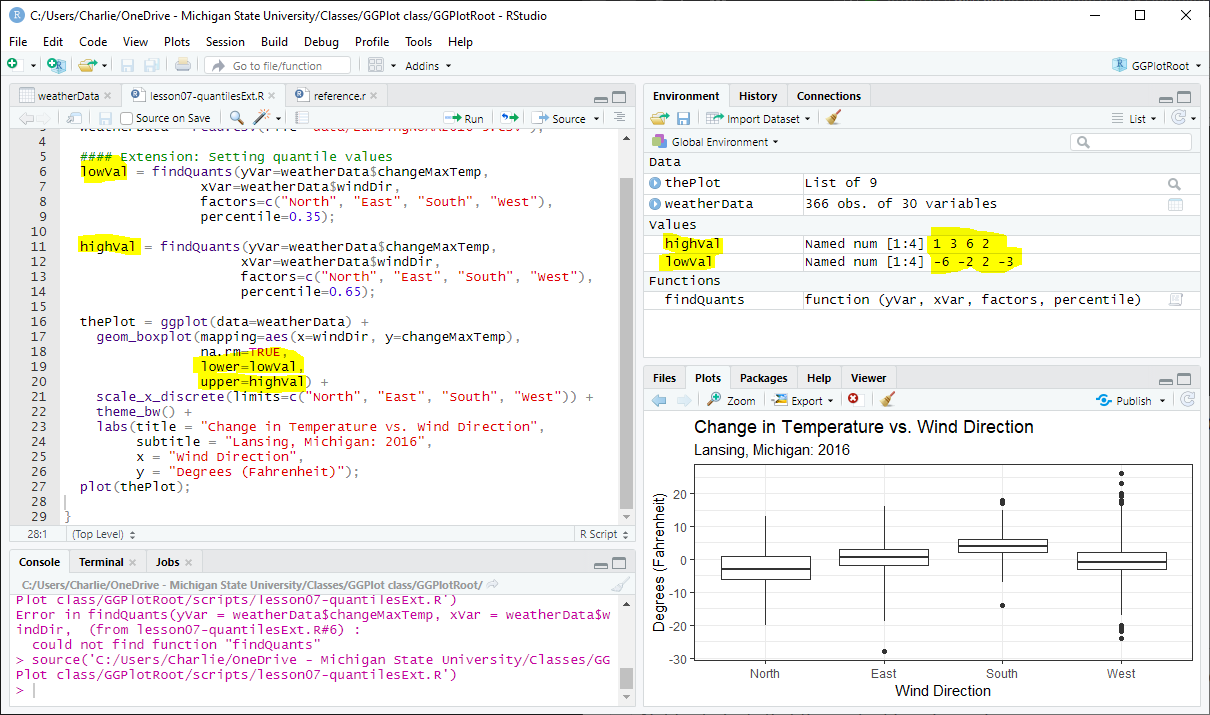 C:/Users/Charlie/OneDrive - Michigan State University/Classes/GGPlot class/GGPlotRoot - RStudio
File Edit Code View Plots Session Build Debug Profile Tools Help
Go to file/function Addins GGPlotRoot
weatherData lesson07-quantilesExt.R reference.r
Source on Save Run Source
4
5 #### Extension: Setting quantile values
6 lowVal = findQuants(yVar=weatherData$changeMaxTemp,
7 xVar=weatherData$windDir,
8 factors=c("North", "East", "South", "West"),
9 percentile=0.35);
10
11 highVal = findQuants(yVar=weatherData$changeMaxTemp,
12 xVar=weatherData$windDir,
13 factors=c("North", "East", "South", "West"),
14 percentile=0.65);
15
16 thePlot = ggplot(data=weatherData) +
17 geom_boxplot(mapping=aes(x=windDir, y=changeMaxTemp),
18 na.rm=TRUE,
19 lower=lowVal,
20 upper=highVal) +
21 scale_x_discrete(limits=c("North", "East", "South", "West")) +
22 theme_bw() +
23 labs(title = "Change in Temperature vs. Wind Direction",
24 subtitle = "Lansing, Michigan: 2016",
25 x = "Wind Direction",
26 y = "Degrees (Fahrenheit)");
27 plot(thePlot);
28
29 }
28:1 (Top Level) R Script
Console Terminal Jobs
C:/Users/Charlie/OneDrive - Michigan State University/Classes/GGPlot class/GGPlotRoot/
Plot class/GGPlotRoot/scripts/lesson07-quantilesExt.R')
Error in findQuants(yVar = weatherData$changeMaxTemp, xVar = weatherData$w
indDir, (from lesson07-quantilesExt.R#6) :
could not find function "findQuants"
> source('C:/Users/Charlie/OneDrive - Michigan State University/Classes/GG
Plot class/GGPlotRoot/scripts/lesson07-quantilesExt.R')
>
Environment History Connections
Import Dataset List
Global Environment
Data
thePlot List of 9
weatherData 366 obs. of 30 variables
Values
highVal Named num [1:4] 1 3 6 2
lowVal Named num [1:4] -6 -2 2 -3
Functions
findQuants function (yVar, xVar, factors, percentile)
Files Plots Packages Help Viewer
Zoom Export Publish
Change in Temperature vs. Wind Direction
Lansing, Michigan: 2016
Degrees (Fahrenheit)
20
10
0
-10
-20
-30
North East South West
Wind Direction